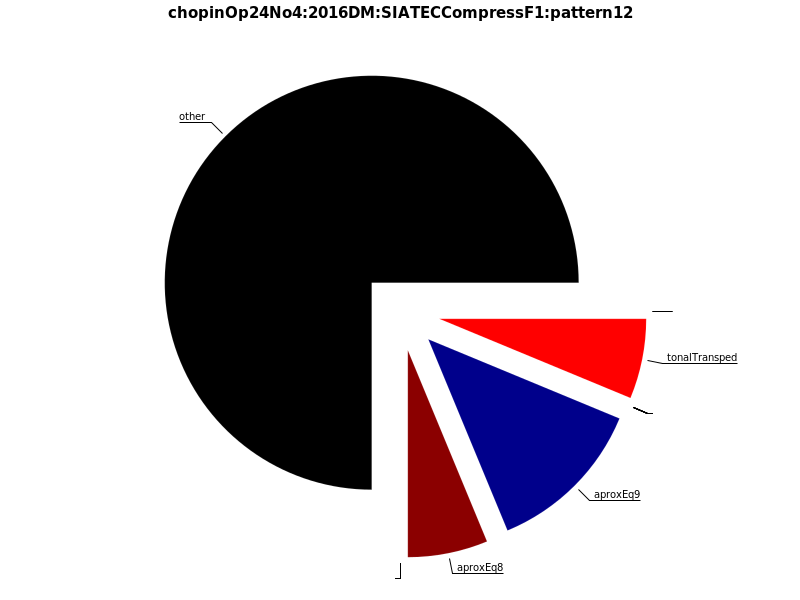 chopinOp24No4:2016DM:SIATECCompressF1:pattern12
other
tonalTransped
aproxEq9
aproxEq8